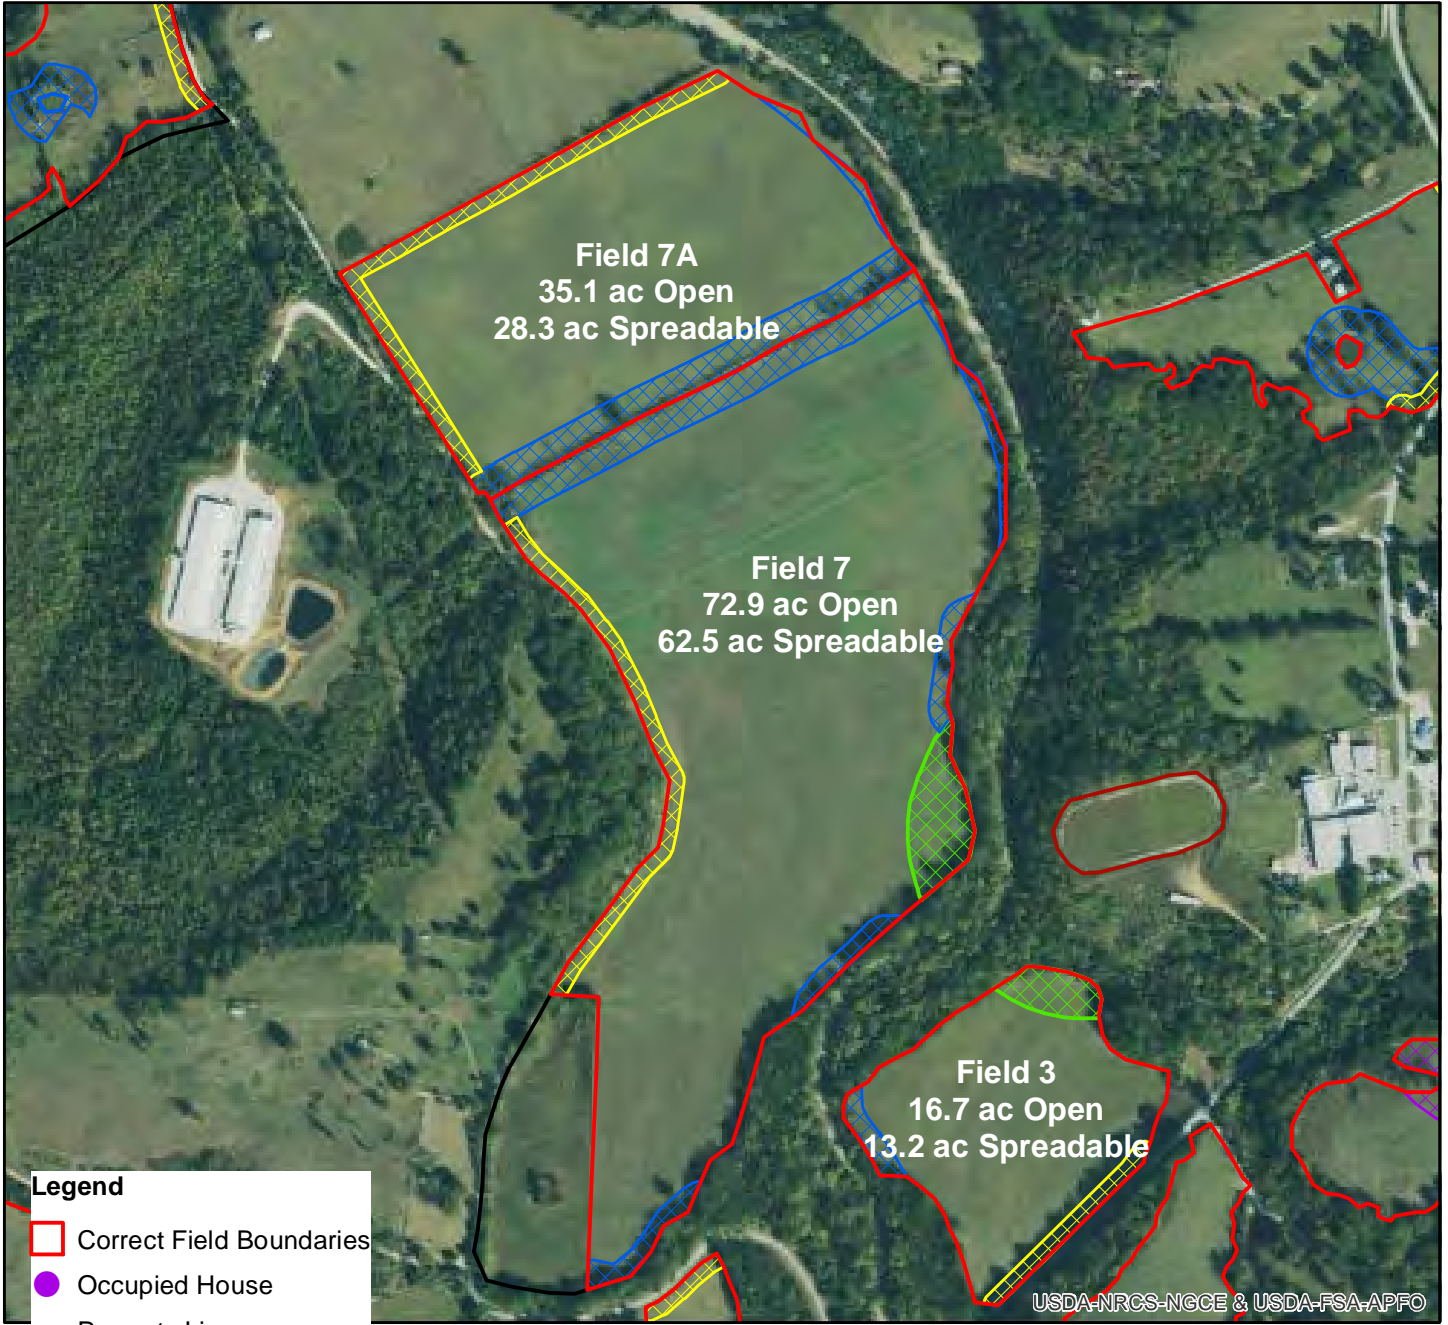 Field 7A
35.1 ac Open
28.3 ac Spreadable
Field 7
72.9 ac Open
62.5 ac Spreadable
Field 3
16.7 ac Open
13.2 ac Spreadable
Legend
Correct Field Boundaries
Occupied House
USDA-NRCS-NGCE & USDA-FSA-APFO